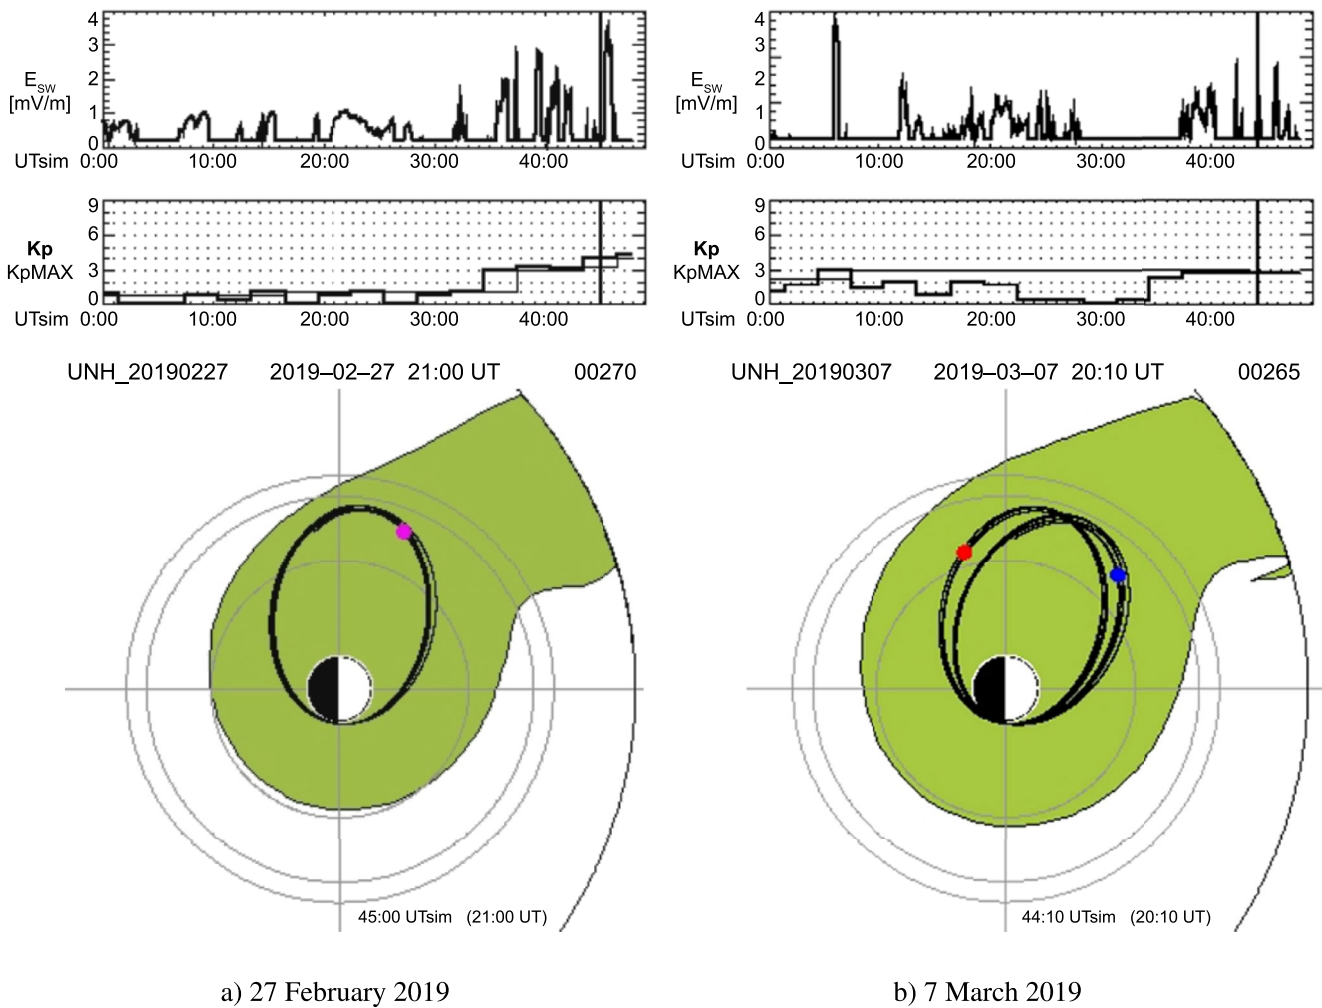 4
3
2
1
0
E_SW
[mV/m]
UTsim 0:00 10:00 20:00 30:00 40:00
9
6
3
0
Kp
KpMAX
UTsim 0:00 10:00 20:00 30:00 40:00
UNH_20190227 2019–02–27 21:00 UT 00270
45:00 UTsim (21:00 UT)
a) 27 February 2019
4
3
2
1
0
E_SW
[mV/m]
UTsim 0:00 10:00 20:00 30:00 40:00
9
6
3
0
Kp
KpMAX
UTsim 0:00 10:00 20:00 30:00 40:00
UNH_20190307 2019–03–07 20:10 UT 00265
44:10 UTsim (20:10 UT)
b) 7 March 2019